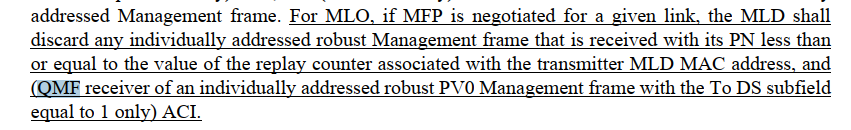 addressed Management frame. For MLO, if MFP is negotiated for a given link, the MLD shall
discard any individually addressed robust Management frame that is received with its PN less than
or equal to the value of the replay counter associated with the transmitter MLD MAC address, and
(QMF receiver of an individually addressed robust PV0 Management frame with the To DS subfield
equal to 1 only) ACI.